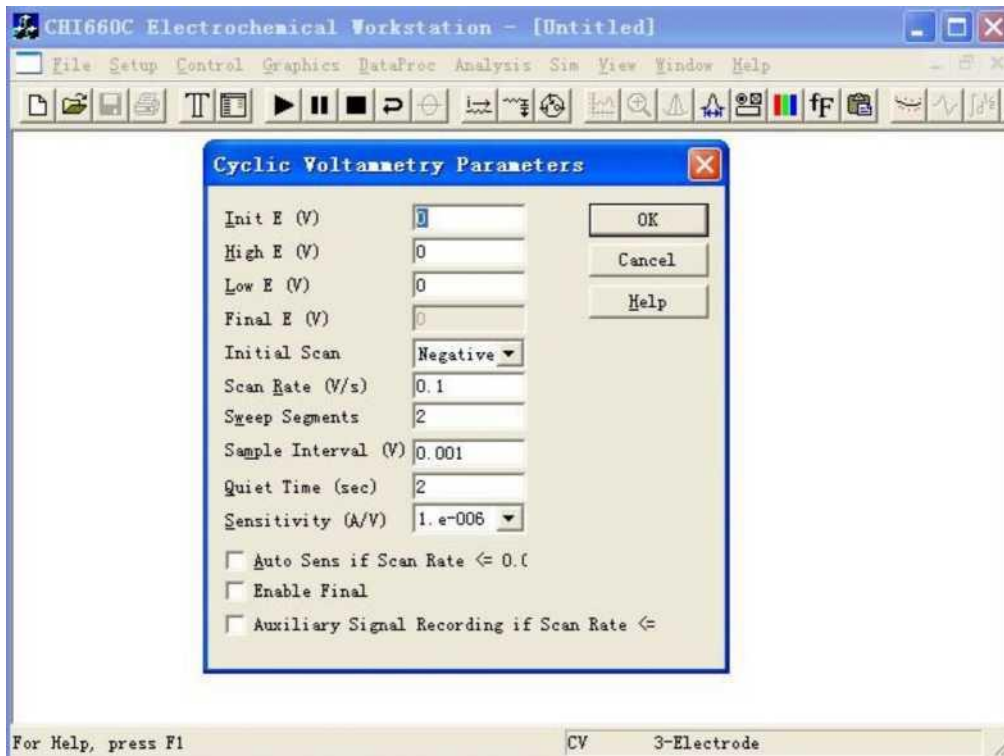 CHI660C Electrochemical Workstation - [Untitled]
File Setup Control Graphics DataProc Analysis Sim View Window Help
Cyclic Voltammetry Parameters
Init E (V) 0 OK
High E (V) 0 Cancel
Low E (V) 0 Help
Final E (V) 0
Initial Scan Negative
Scan Rate (V/s) 0.1
Sweep Segments 2
Sample Interval (V) 0.001
Quiet Time (sec) 2
Sensitivity (A/V) 1.e-006
Auto Sens if Scan Rate <= 0.0
Enable Final
Auxiliary Signal Recording if Scan Rate <=
For Help, press F1 CV 3-Electrode